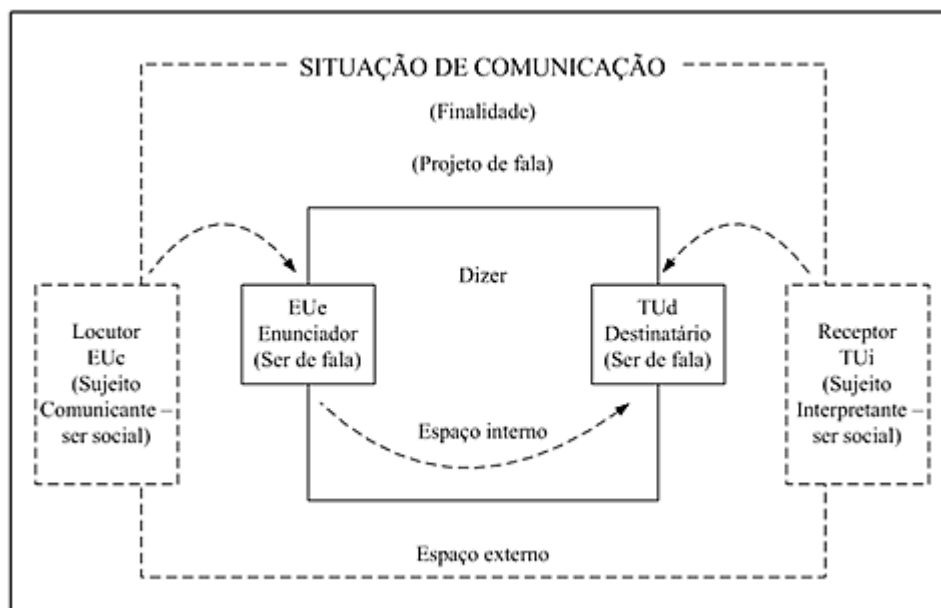 SITUAÇÃO DE COMUNICAÇÃO
(Finalidade)
(Projeto de fala)
Dizer
Locutor
EUc
(Sujeito
Comunicante –
ser social)
EUe
Enunciador
(Ser de fala)
TUd
Destinatário
(Ser de fala)
Receptor
TUi
(Sujeito
Interpretante –
ser social)
Espaço interno
Espaço externo